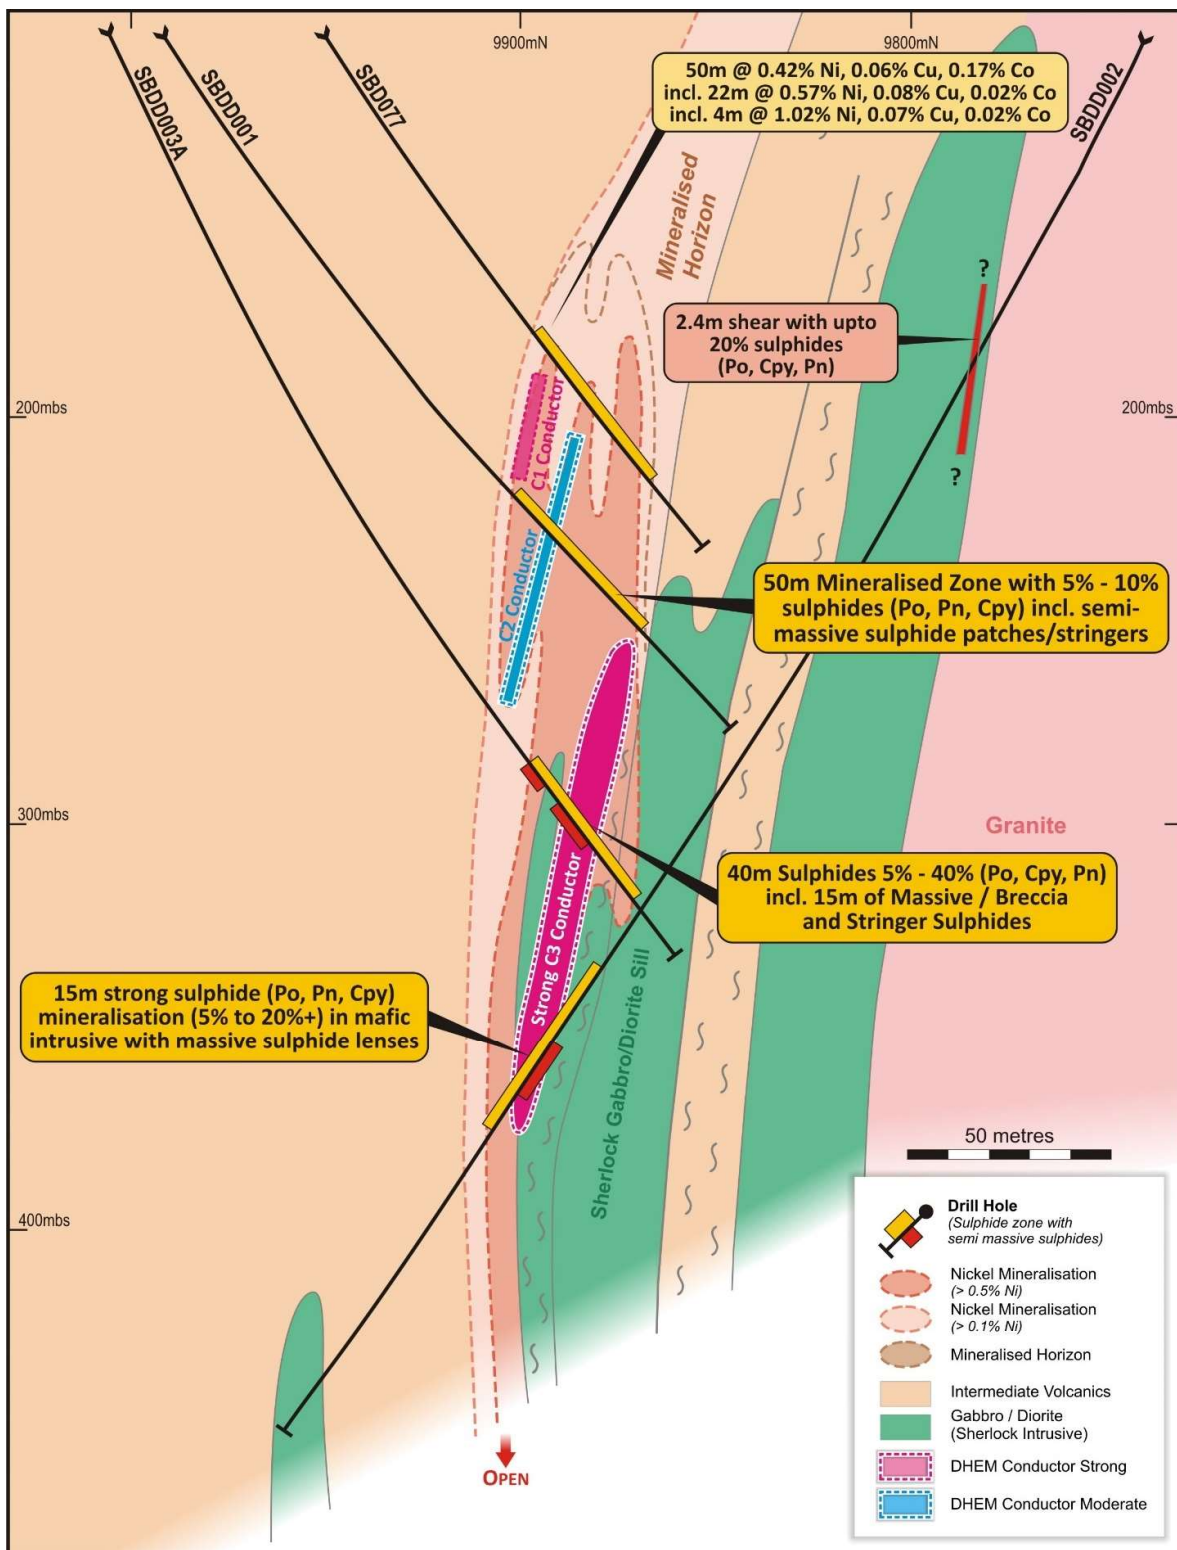 9900mN
9800mN
SBDD003A
SBDD001
SBD077
SBDD002
50m @ 0.42% Ni, 0.06% Cu, 0.17% Co
incl. 22m @ 0.57% Ni, 0.08% Cu, 0.02% Co
incl. 4m @ 1.02% Ni, 0.07% Cu, 0.02% Co
Mineralised
Horizon
?
2.4m shear with upto
20% sulphides
(Po, Cpy, Pn)
?
200mbs
200mbs
C1 Conductor
C2 Conductor
50m Mineralised Zone with 5% - 10%
sulphides (Po, Pn, Cpy) incl. semi-
massive sulphide patches/stringers
300mbs
Granite
40m Sulphides 5% - 40% (Po, Cpy, Pn)
incl. 15m of Massive / Breccia
and Stringer Sulphides
Strong C3 Conductor
Sherlock Gabbro/Diorite Sill
15m strong sulphide (Po, Pn, Cpy)
mineralisation (5% to 20%+) in mafic
intrusive with massive sulphide lenses
400mbs
OPEN
50 metres
Drill Hole
(Sulphide zone with
semi massive sulphides)
Nickel Mineralisation
(> 0.5% Ni)
Nickel Mineralisation
(> 0.1% Ni)
Mineralised Horizon
Intermediate Volcanics
Gabbro / Diorite
(Sherlock Intrusive)
DHEM Conductor Strong
DHEM Conductor Moderate